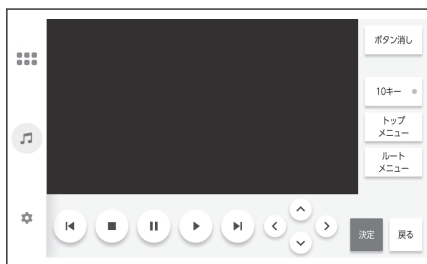 ボタン消し
10キー
トップ
メニュー
ルート
メニュー
決定
戻る